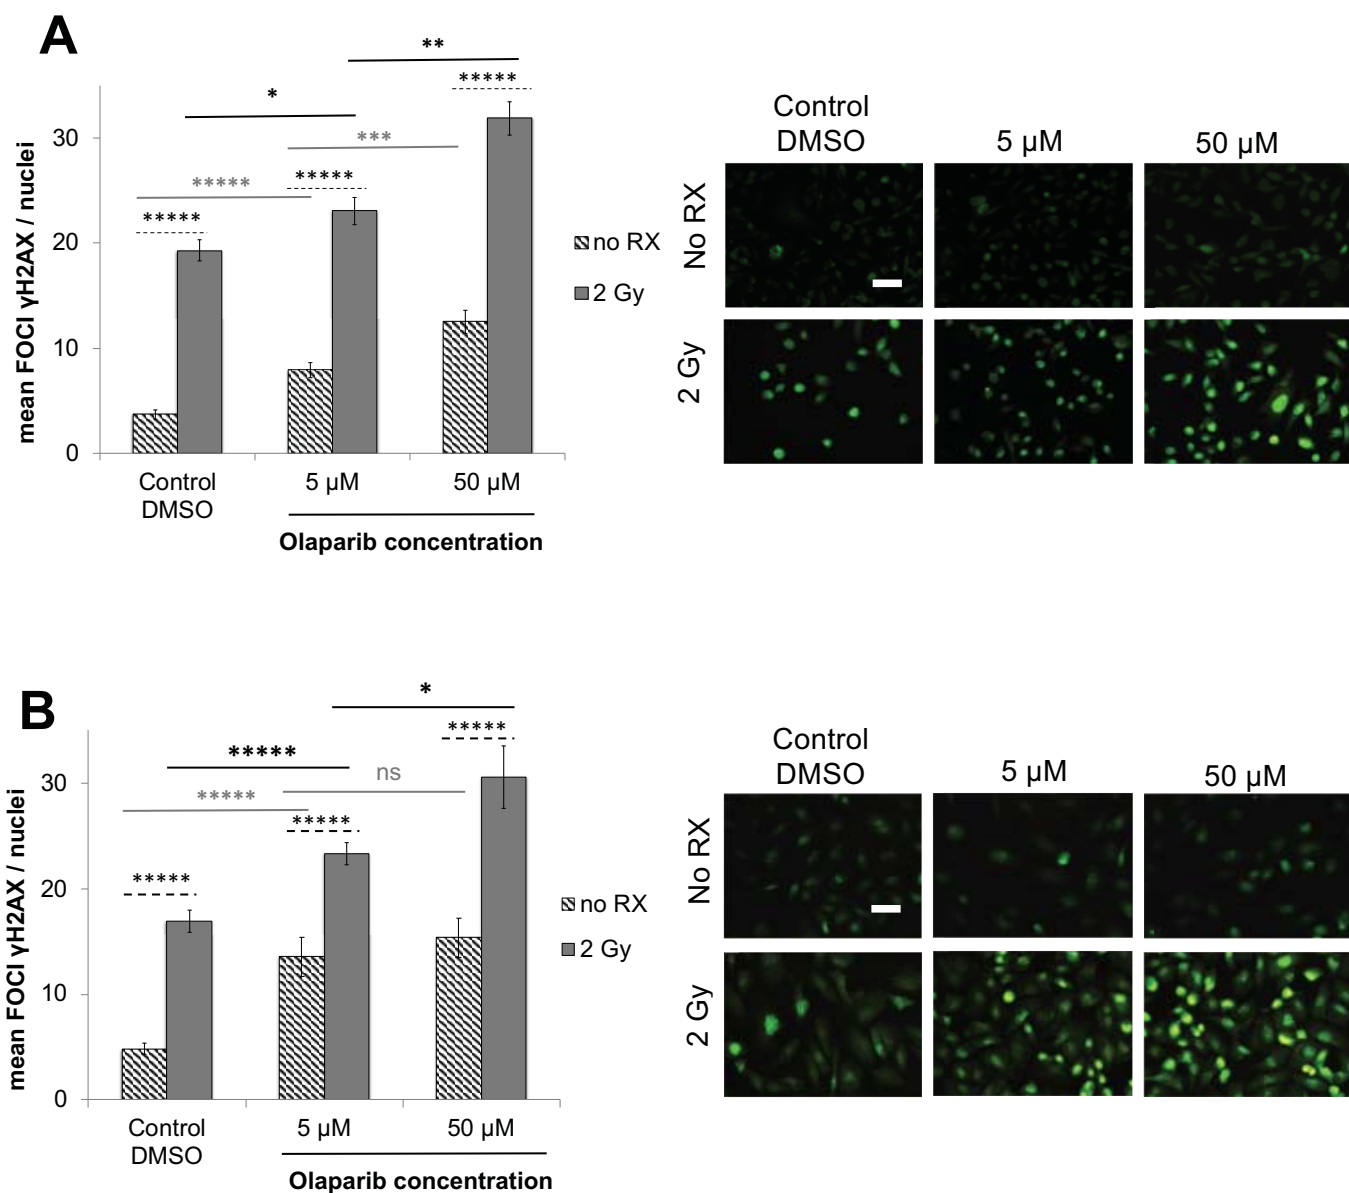 A
**
*****
*
***
*****
*****
*****
30
20
10
0
mean FOCI γH2AX / nuclei
no RX
2 Gy
Control
DMSO
5 µM
50 µM
Olaparib concentration
Control
DMSO
5 µM
50 µM
No RX
2 Gy
B
*
*****
*****
ns
*****
*****
*****
30
20
10
0
mean FOCI γH2AX / nuclei
no RX
2 Gy
Control
DMSO
5 µM
50 µM
Olaparib concentration
Control
DMSO
5 µM
50 µM
No RX
2 Gy